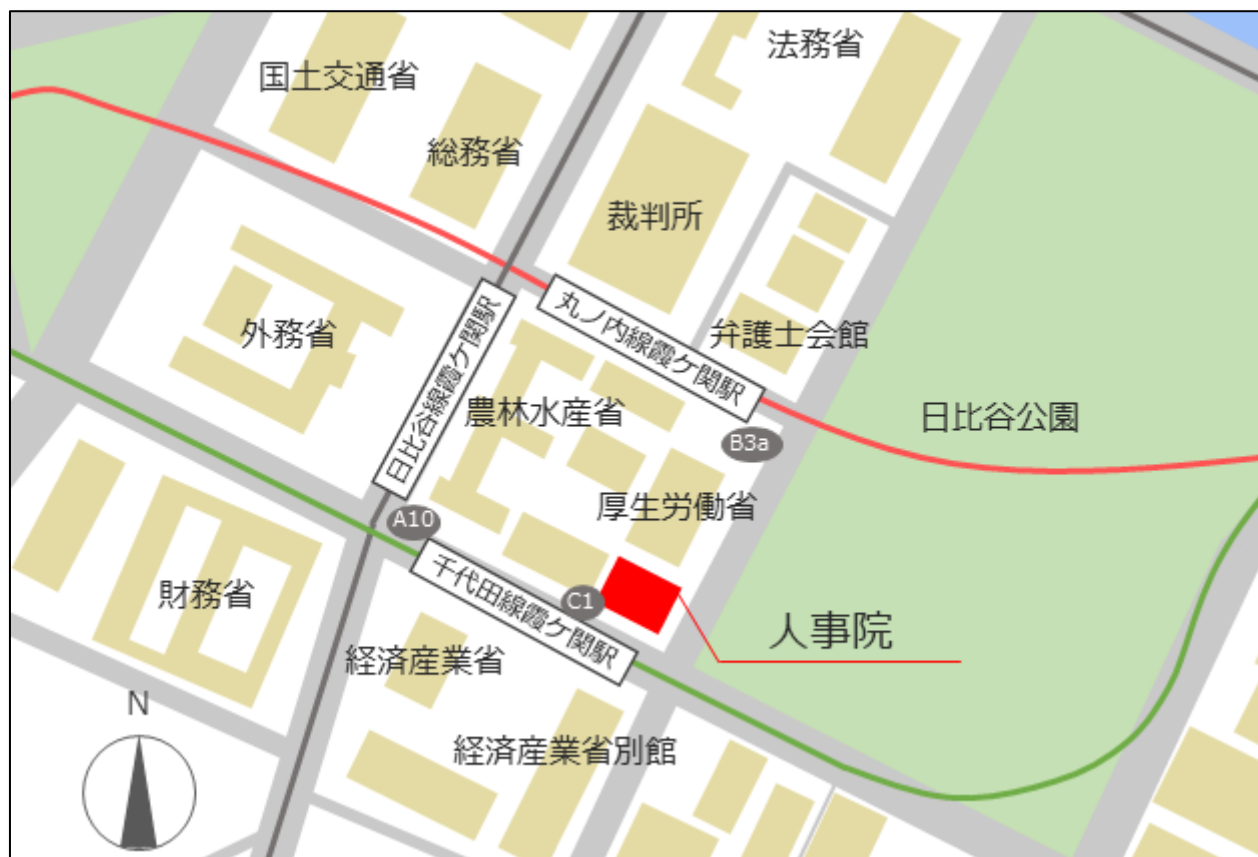 法務省
国土交通省
総務省
裁判所
丸ノ内線霞ケ関駅
日比谷線霞ケ関駅
外務省
弁護士会館
農林水産省
日比谷公園
B3a
厚生労働省
A10
千代田線霞ケ関駅
C1
財務省
人事院
経済産業省
N
経済産業省別館